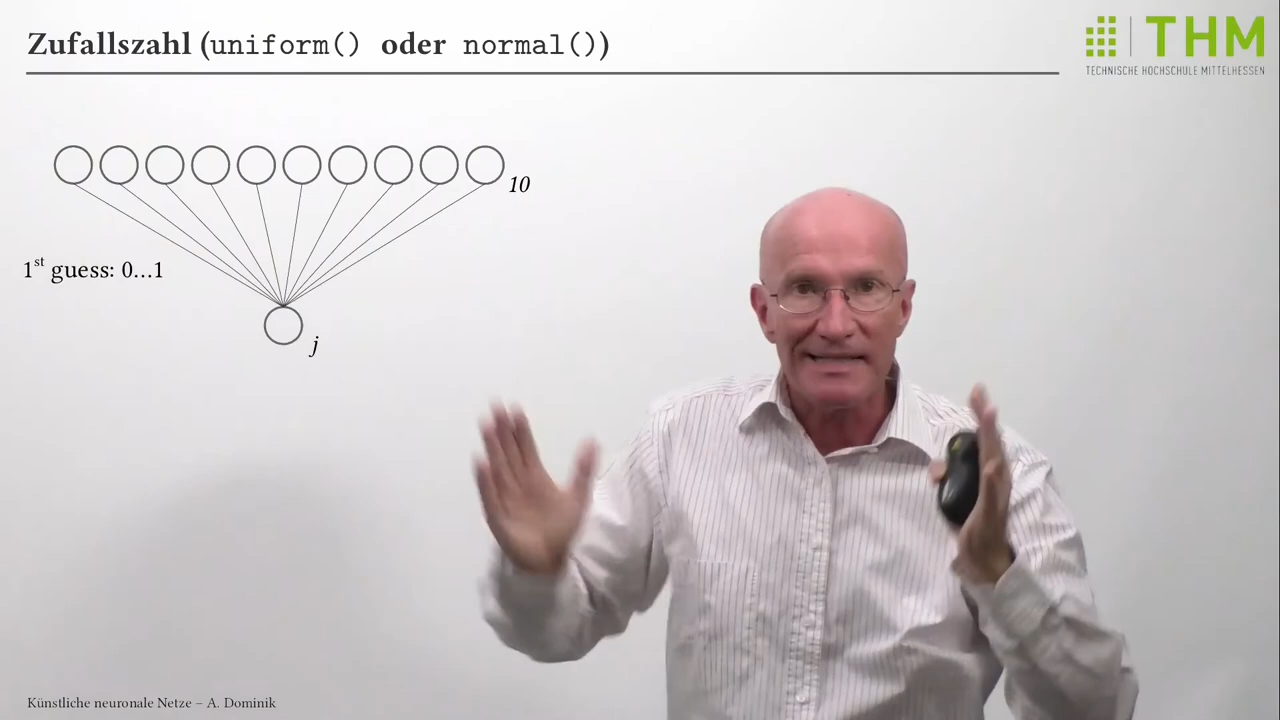 Zufallszahl (uniform() oder normal())
THM
TECHNISCHE HOCHSCHULE MITTELHESSEN
10
1st guess: 0...1
j
Künstliche neuronale Netze – A. Dominik